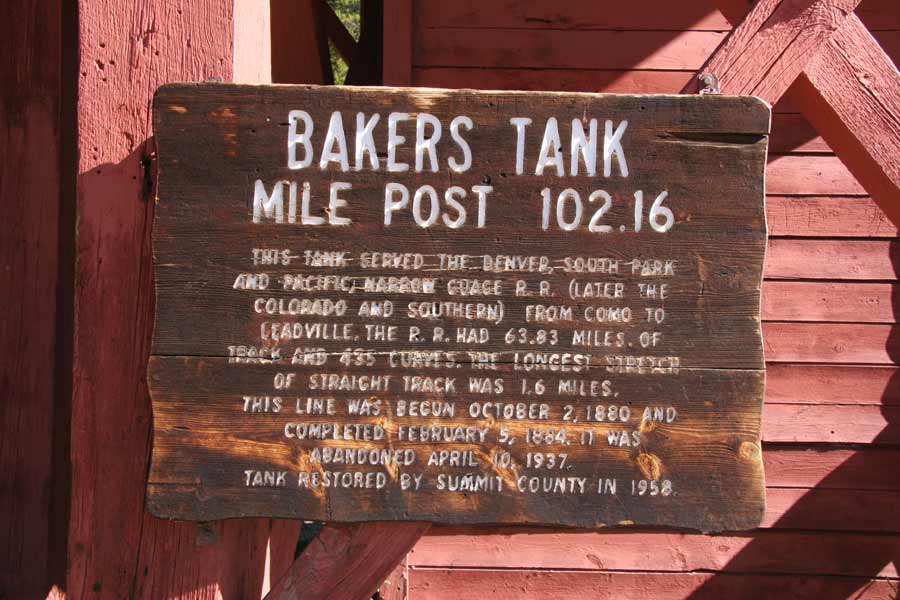 BAKERS TANK
MILE POST 102.16
THIS TANK SERVED THE DENVER, SOUTH PARK
AND PACIFIC, NARROW GUAGE R. R. (LATER THE
COLORADO AND SOUTHERN) FROM COMO TO
LEADVILLE. THE R. R. HAD 63.83 MILES. OF
TRACK AND 435 CURVES. THE LONGEST STRETCH
OF STRAIGHT TRACK WAS 1.6 MILES.
THIS LINE WAS BEGUN OCTOBER 2, 1880 AND
COMPLETED FEBRUARY 5, 1884. IT WAS
ABANDONED APRIL 10, 1937.
TANK RESTORED BY SUMMIT COUNTY IN 1958.